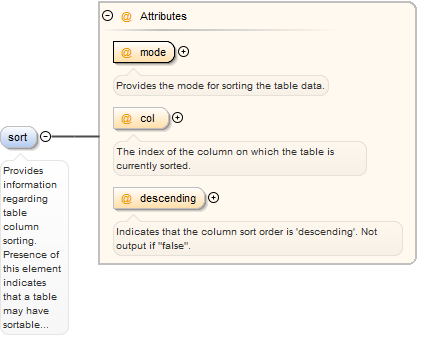 @ Attributes
@ mode
Provides the mode for sorting the table data.
@ col
The index of the column on which the table is
currently sorted.
@ descending
Indicates that the column sort order is 'descending'. Not
output if "false".
sort
Provides
information
regarding
table
column
sorting.
Presence of
this element
indicates
that a table
may have
sortable...